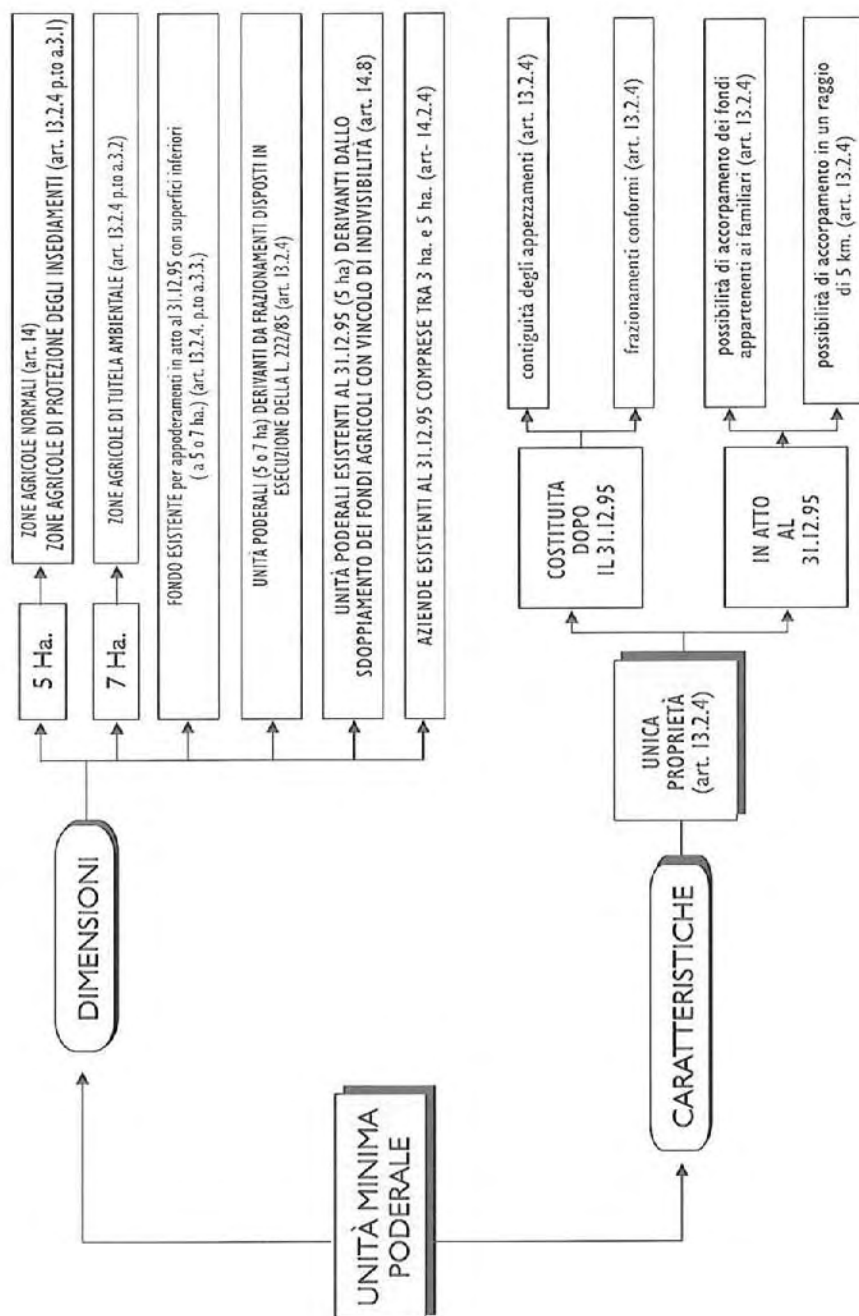 UNITÀ MINIMA
PODERALE
DIMENSIONI
5 Ha.
ZONE AGRICOLE NORMALI (art. 14)
ZONE AGRICOLE DI PROTEZIONE DEGLI INSEDIAMENTI (art. 13.2.4 p.to a.3.1)
7 Ha.
ZONE AGRICOLE DI TUTELA AMBIENTALE (art. 13.2.4 p.to a.3.2)
FONDO ESISTENTE per appoderamenti in atto al 31.12.95 con superfici inferiori
( a 5 o 7 ha.) (art. 13.2.4. p.to a.3.3.)
UNITÀ PODERALI (5 o 7 ha) DERIVANTI DA FRAZIONAMENTI DISPOSTI IN
ESECUZIONE DELLA L. 222/85 (art. 13.2.4)
UNITÀ PODERALI ESISTENTI AL 31.12.95 (5 ha) DERIVANTI DALLO
SDOPPIAMENTO DEI FONDI AGRICOLI CON VINCOLO DI INDIVISIBILITÀ (art. 14.8)
AZIENDE ESISTENTI AL 31.12.95 COMPRESE TRA 3 ha. e 5 ha. (art- 14.2.4)
CARATTERISTICHE
UNICA
PROPRIETÀ
(art. 13.2.4)
COSTITUITA
DOPO
IL 31.12.95
contiguità degli appezzamenti (art. 13.2.4)
frazionamenti conformi (art. 13.2.4)
IN ATTO
AL
31.12.95
possibilità di accorpamento dei fondi
appartenenti ai familiari (art. 13.2.4)
possibilità di accorpamento in un raggio
di 5 km. (art. 13.2.4)